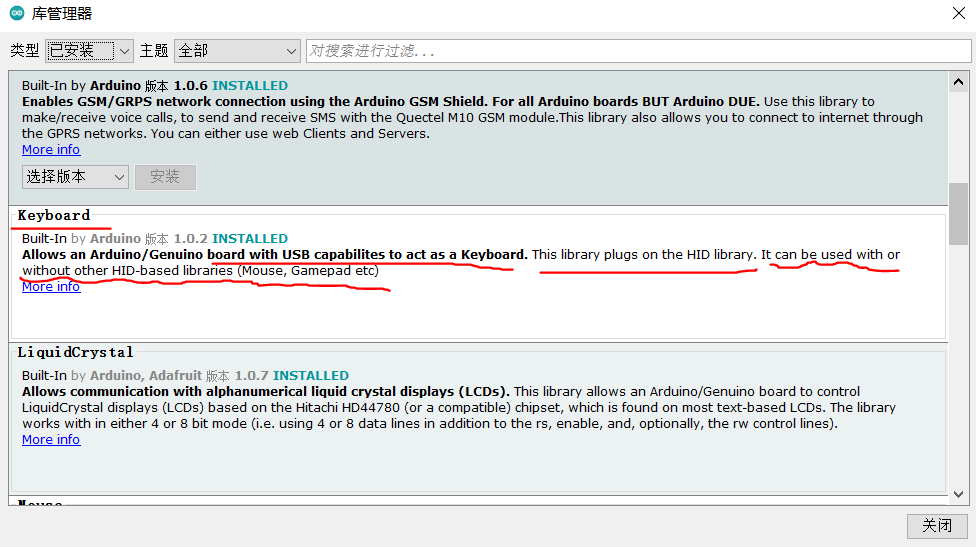 库管理器
类型 已安装 主题 全部 对搜索进行过滤...
Built-In by Arduino 版本 1.0.6 INSTALLED
Enables GSM/GRPS network connection using the Arduino GSM Shield. For all Arduino boards BUT Arduino DUE. Use this library to
make/receive voice calls, to send and receive SMS with the Quectel M10 GSM module.This library also allows you to connect to internet through
the GPRS networks. You can either use web Clients and Servers.
More info
选择版本 安装
Keyboard
Built-In by Arduino 版本 1.0.2 INSTALLED
Allows an Arduino/Genuino board with USB capabilites to act as a Keyboard. This library plugs on the HID library. It can be used with or
without other HID-based libraries (Mouse, Gamepad etc)
More info
LiquidCrystal
Built-In by Arduino, Adafruit 版本 1.0.7 INSTALLED
Allows communication with alphanumerical liquid crystal displays (LCDs). This library allows an Arduino/Genuino board to control
LiquidCrystal displays (LCDs) based on the Hitachi HD44780 (or a compatible) chipset, which is found on most text-based LCDs. The library
works with in either 4 or 8 bit mode (i.e. using 4 or 8 data lines in addition to the rs, enable, and, optionally, the rw control lines).
More info
Mouse
关闭